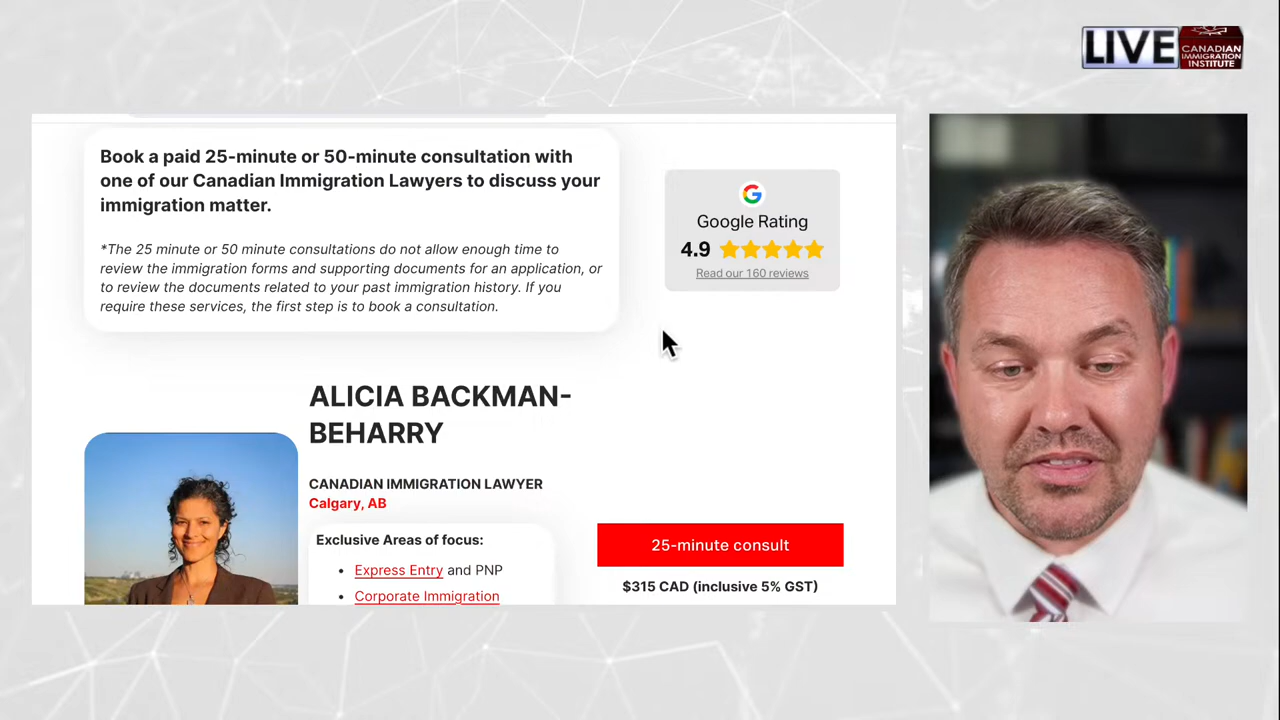 LIVE
CANADIAN
IMMIGRATION
INSTITUTE
Book a paid 25-minute or 50-minute consultation with
one of our Canadian Immigration Lawyers to discuss your
immigration matter.
*The 25 minute or 50 minute consultations do not allow enough time to
review the immigration forms and supporting documents for an application, or
to review the documents related to your past immigration history. If you
require these services, the first step is to book a consultation.
Google Rating
4.9
Read our 160 reviews
ALICIA BACKMAN-
BEHARRY
CANADIAN IMMIGRATION LAWYER
Calgary, AB
Exclusive Areas of focus:
• Express Entry and PNP
• Corporate Immigration
25-minute consult
$315 CAD (inclusive 5% GST)